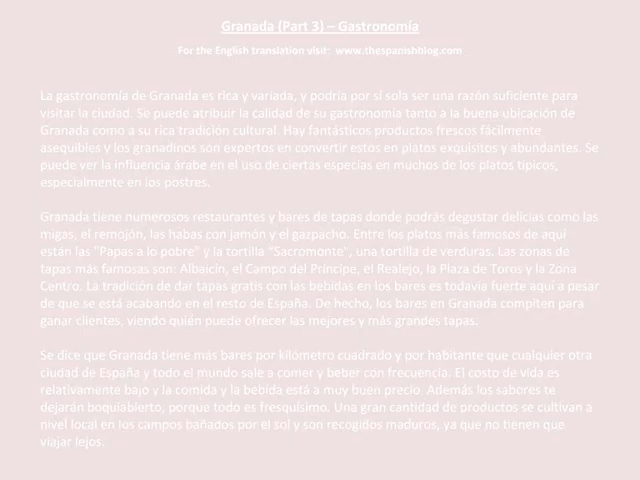 Granada (Part 3) – Gastronomía
For the English translation visit:  www.thespanishblog.com
La gastronomía de Granada es rica y variada, y podría por sí sola ser una razón suficiente para
visitar la ciudad. Se puede atribuir la calidad de su gastronomía tanto a la buena ubicación de
Granada como a su rica tradición cultural. Hay fantásticos productos frescos fácilmente
asequibles y los granadinos son expertos en convertir estos en platos exquisitos y abundantes. Se
puede ver la influencia árabe en el uso de ciertas especias en muchos de los platos típicos,
especialmente en los postres.
Granada tiene numerosos restaurantes y bares de tapas donde podrás degustar delicias como las
migas, el remojón, las habas con jamón y el gazpacho. Entre los platos más famosos de aquí
están las "Papas a lo pobre" y la tortilla "Sacromonte", una tortilla de verduras. Las zonas de
tapas más famosas son: Albaicín, el Campo del Príncipe, el Realejo, la Plaza de Toros y la Zona
Centro. La tradición de dar tapas gratis con las bebidas en los bares es todavía fuerte aquí a pesar
de que se está acabando en el resto de España. De hecho, los bares en Granada compiten para
ganar clientes, viendo quién puede ofrecer las mejores y más grandes tapas.
Se dice que Granada tiene más bares por kilómetro cuadrado y por habitante que cualquier otra
ciudad de España y todo el mundo sale a comer y beber con frecuencia. El costo de vida es
relativamente bajo y la comida y la bebida está a muy buen precio. Además los sabores te
dejarán boquiabierto, porque todo es fresquísimo. Una gran cantidad de productos se cultivan a
nivel local en los campos bañados por el sol y son recogidos maduros, ya que no tienen que
viajar lejos.